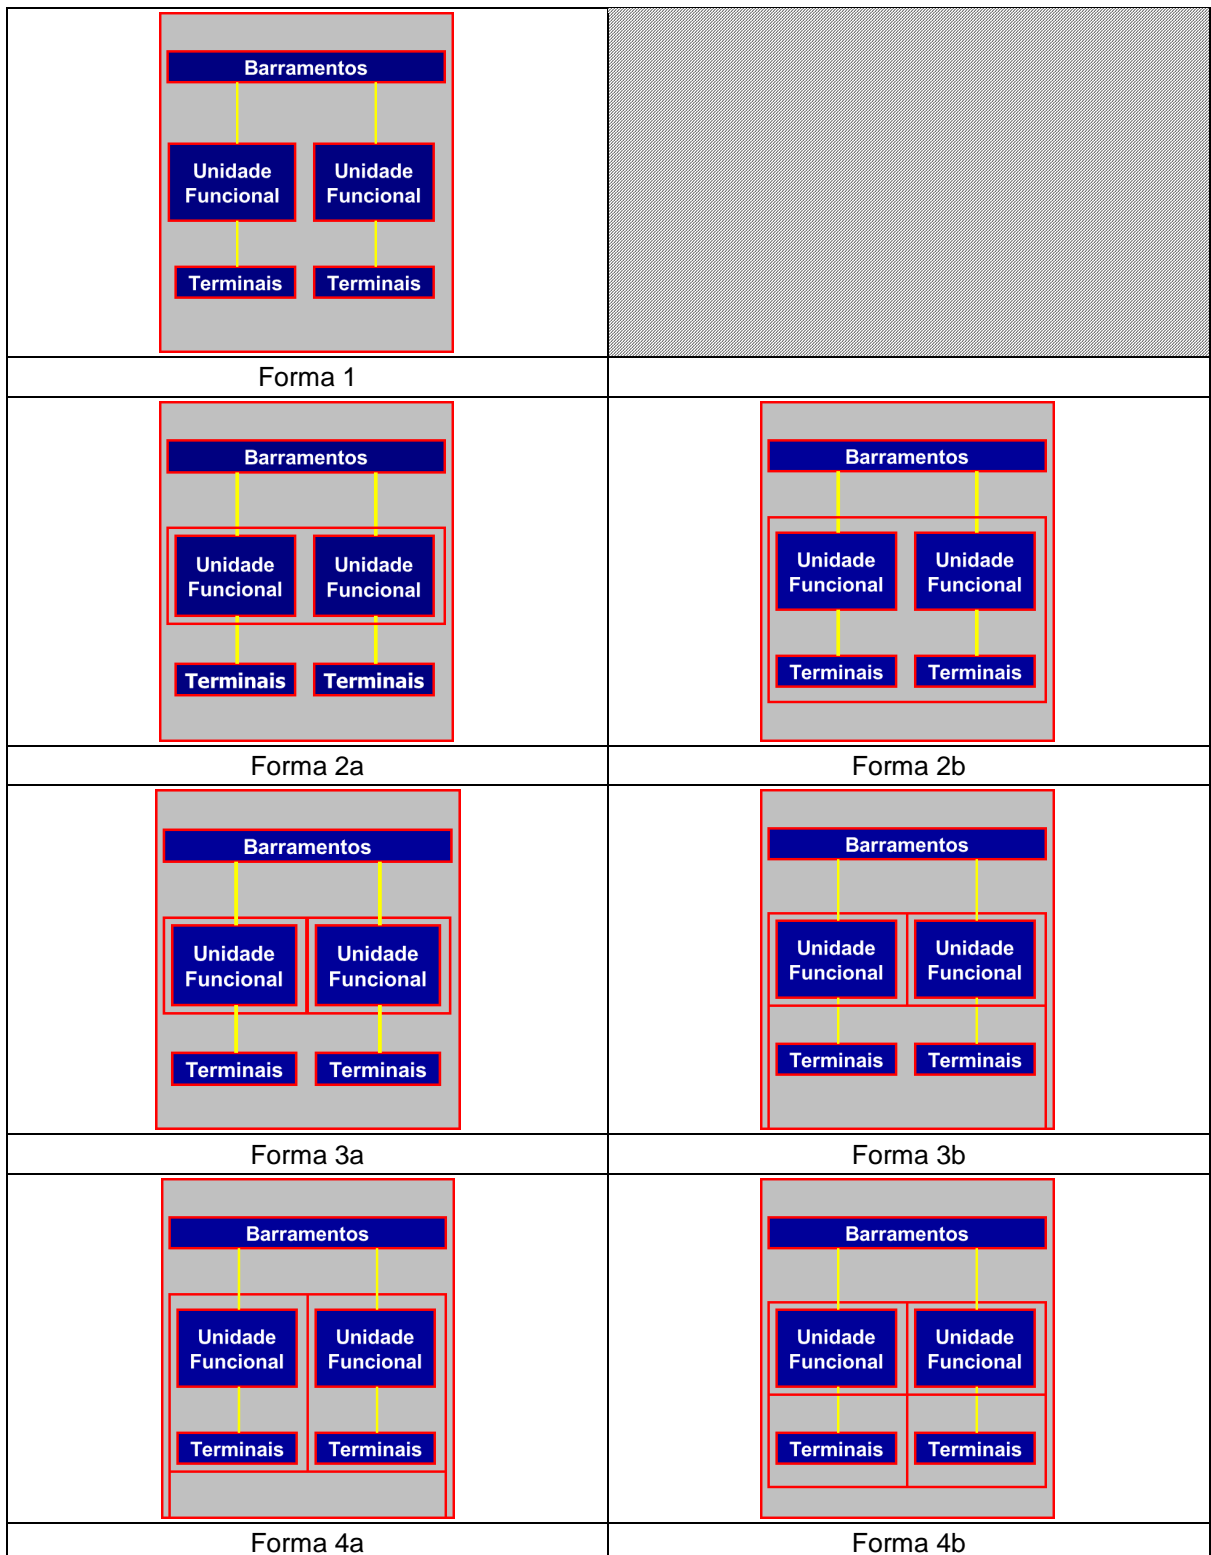 Barramentos
Unidade
Funcional
Unidade
Funcional
Terminais
Terminais
Forma 1
Barramentos
Unidade
Funcional
Unidade
Funcional
Terminais
Terminais
Forma 2a
Barramentos
Unidade
Funcional
Unidade
Funcional
Terminais
Terminais
Forma 2b
Barramentos
Unidade
Funcional
Unidade
Funcional
Terminais
Terminais
Forma 3a
Barramentos
Unidade
Funcional
Unidade
Funcional
Terminais
Terminais
Forma 3b
Barramentos
Unidade
Funcional
Unidade
Funcional
Terminais
Terminais
Forma 4a
Barramentos
Unidade
Funcional
Unidade
Funcional
Terminais
Terminais
Forma 4b